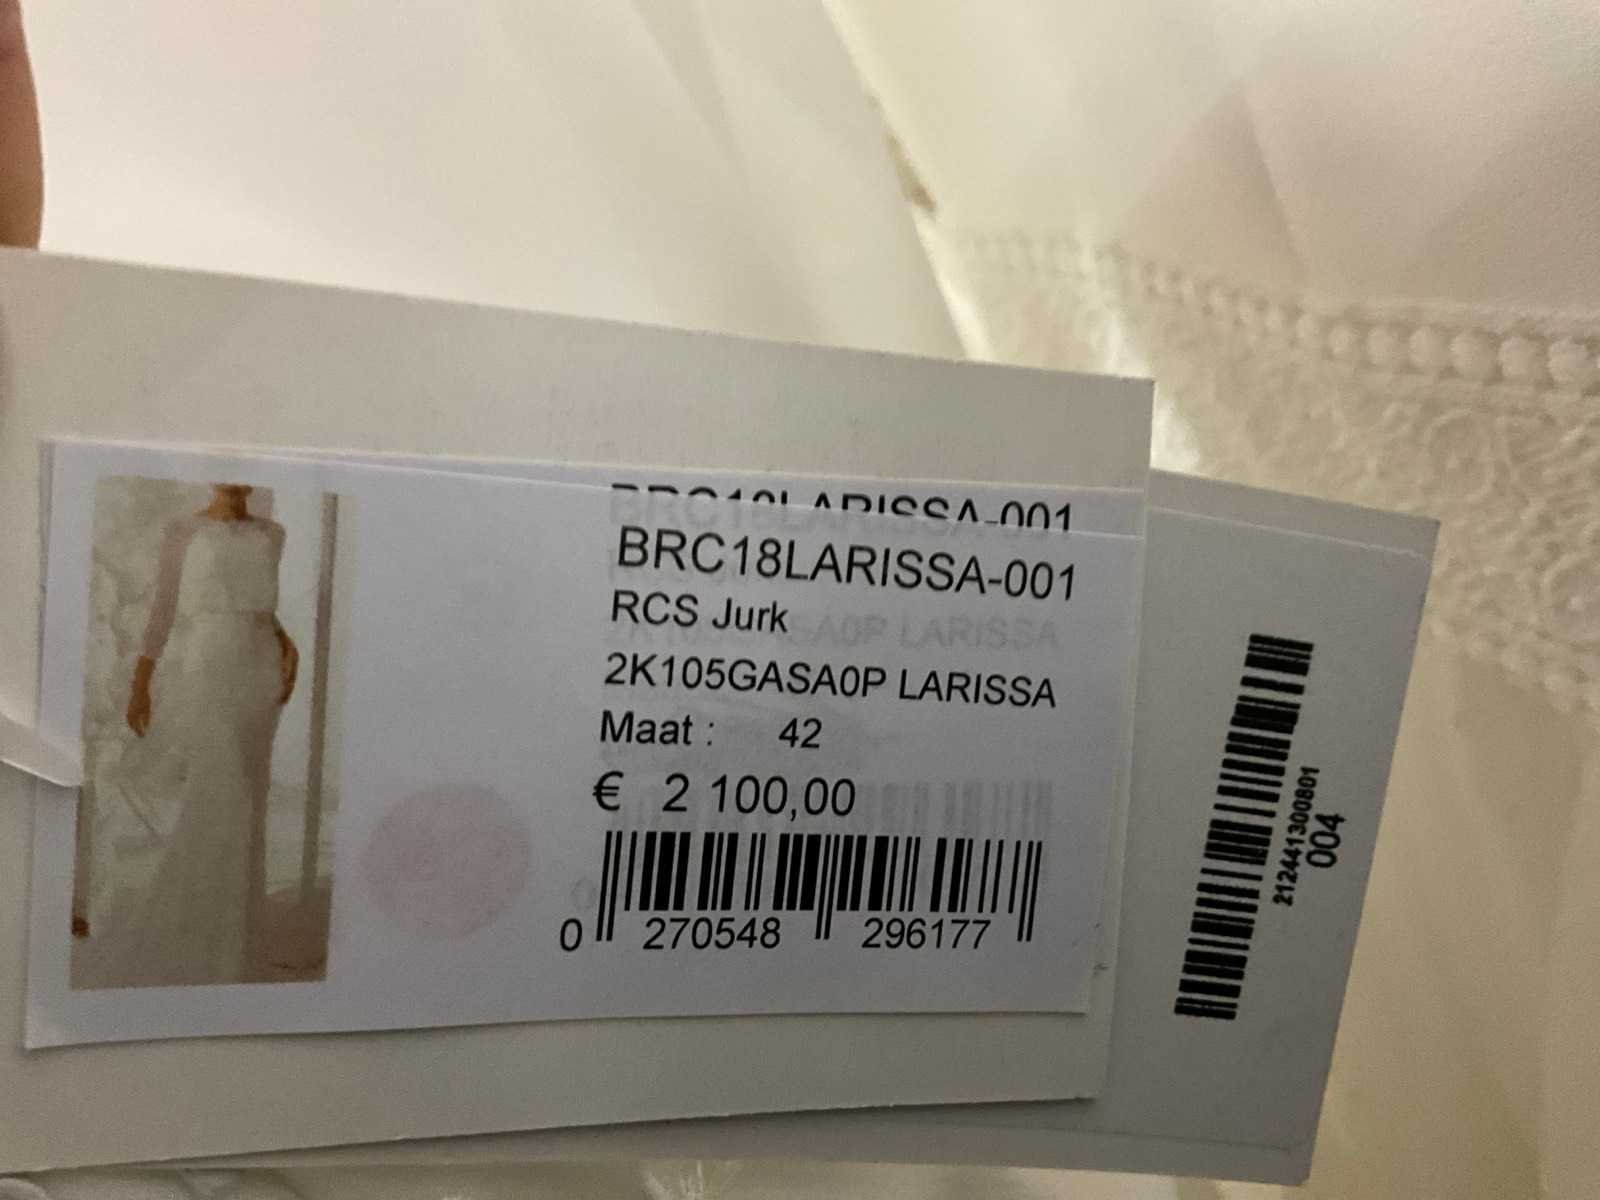 BRC18LARISSA-001
BRC18LARISSA-001
RCS Jurk
2K105GASA0P LARISSA
Maat : 42
€ 2 100,00
0 270548 296177
212441300801
004